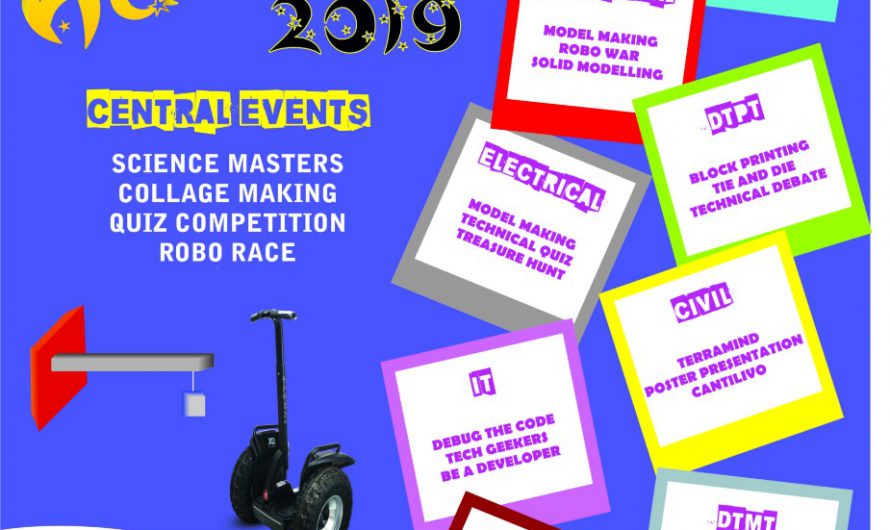 2019
CENTRAL EVENTS
SCIENCE MASTERS
COLLAGE MAKING
QUIZ COMPETITION
ROBO RACE
MODEL MAKING
ROBO WAR
SOLID MODELLING
DTPT
BLOCK PRINTING
TIE AND DIE
TECHNICAL DEBATE
ELECTRICAL
MODEL MAKING
TECHNICAL QUIZ
TREASURE HUNT
CIVIL
TERRAMIND
POSTER PRESENTATION
CANTILIVO
IT
DEBUG THE CODE
TECH GEEKERS
BE A DEVELOPER
X2
DTMT